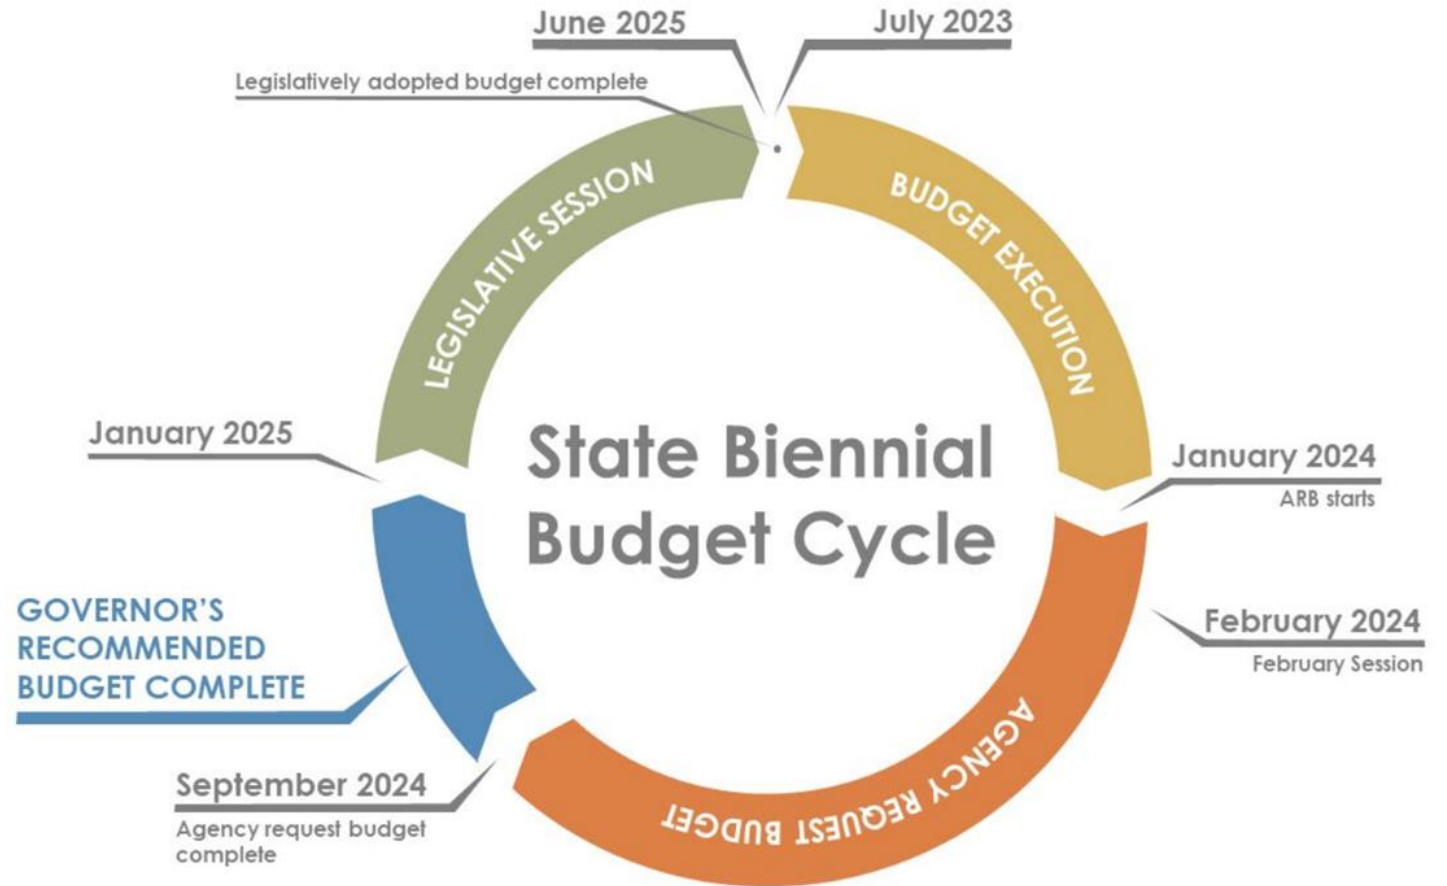 June 2025
July 2023
Legislatively adopted budget complete
LEGISLATIVE SESSION
BUDGET EXECUTION
State Biennial
Budget Cycle
January 2025
January 2024
ARB starts
GOVERNOR'S
RECOMMENDED
BUDGET COMPLETE
February 2024
February Session
AGENCY REQUEST BUDGET
September 2024
Agency request budget
complete